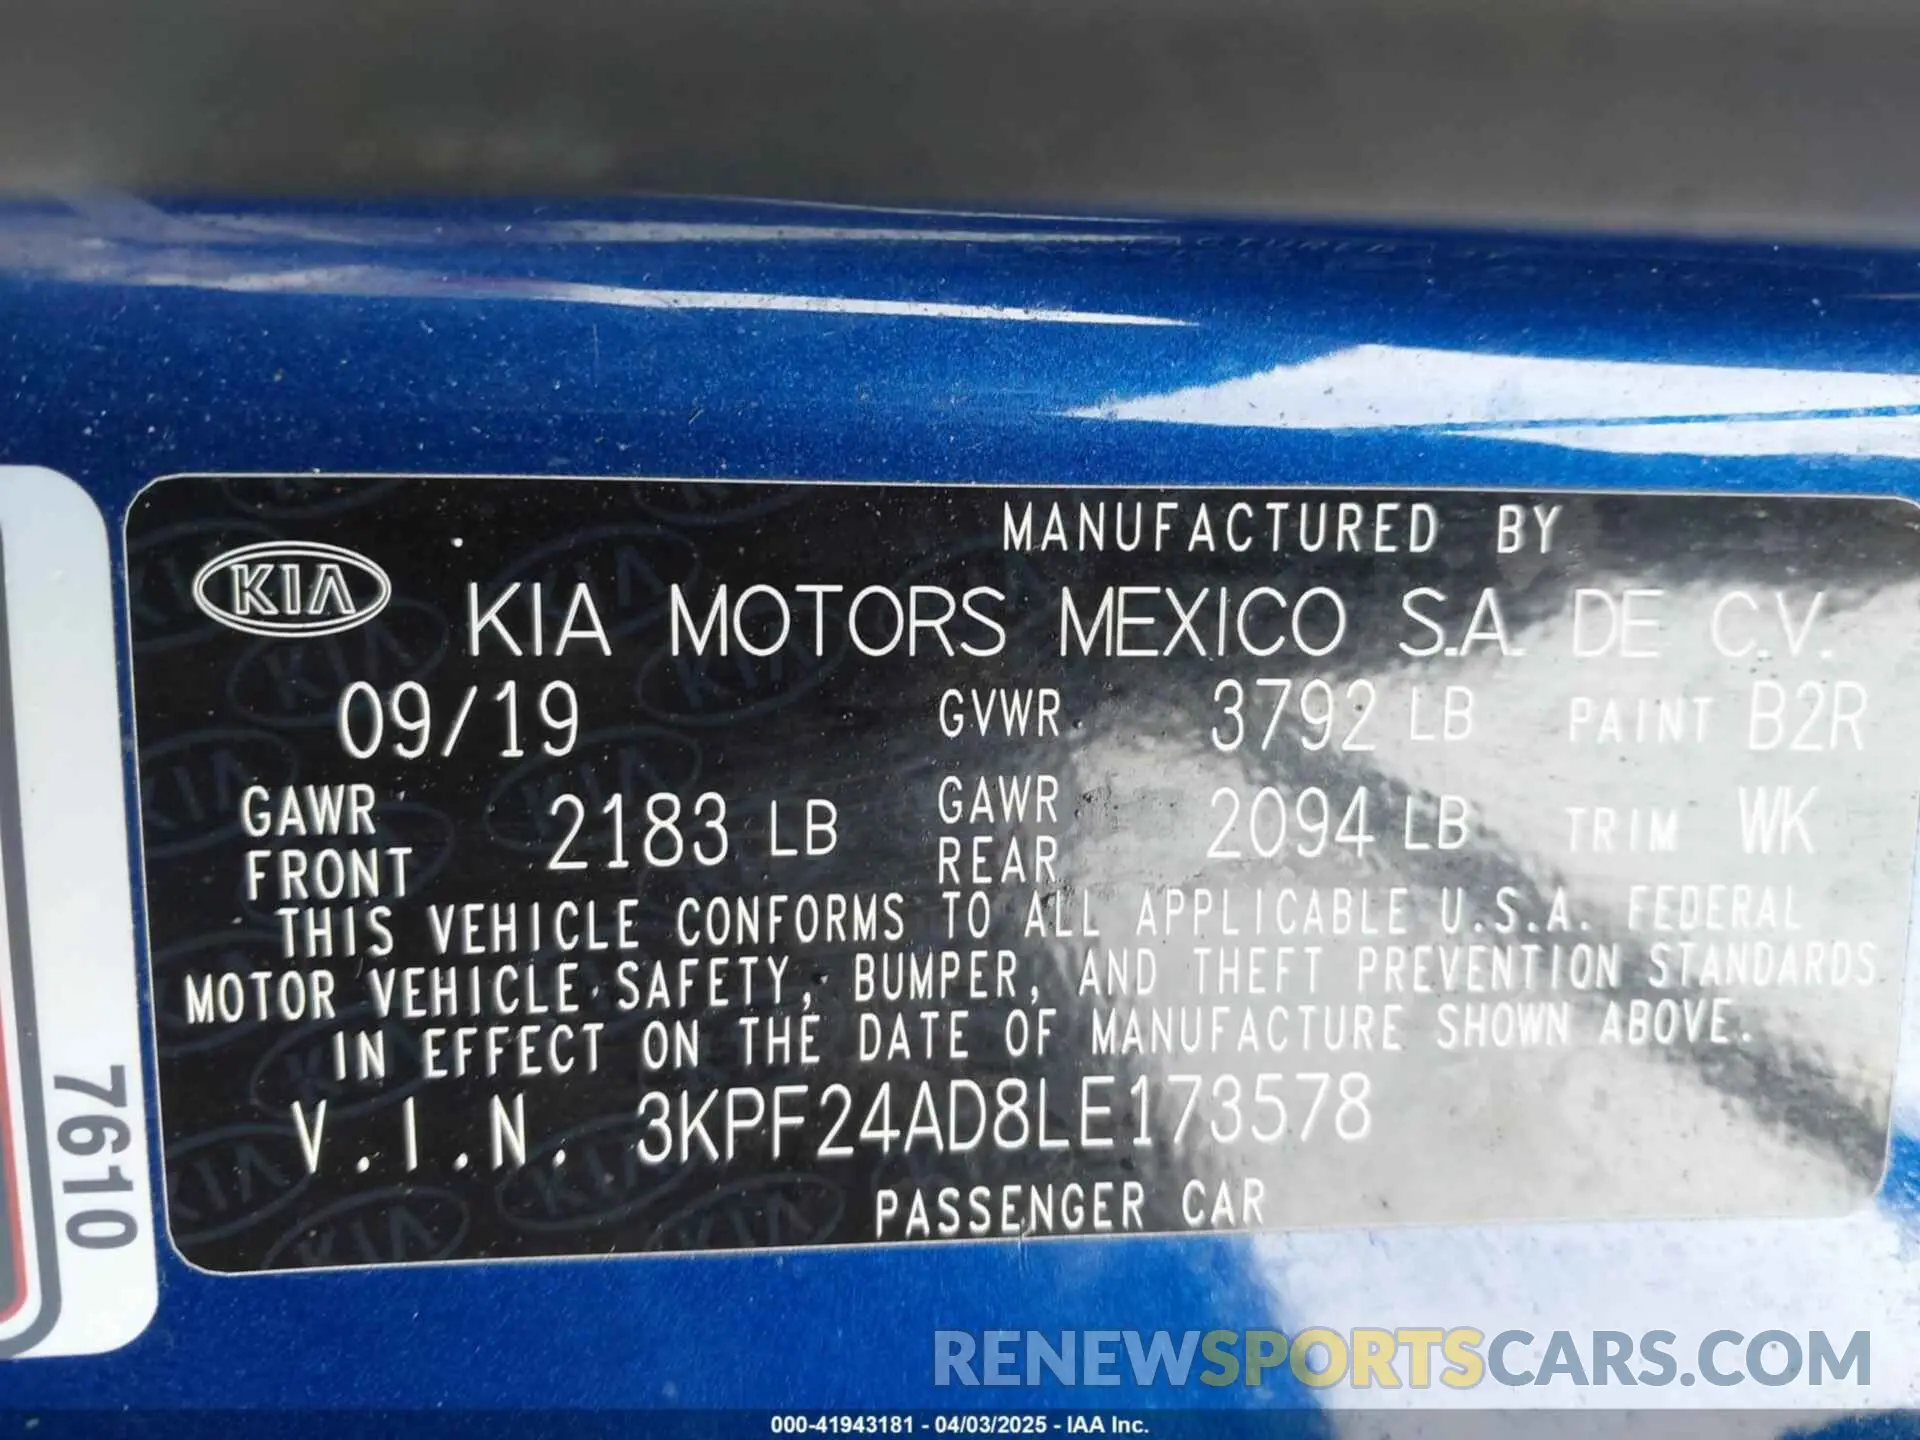 MANUFACTURED BY
KIA KIA MOTORS MEXICO S.A. DE C.V.
09/19 GVWR 3792 LB PAINT B2R
GAWR FRONT 2183 LB GAWR REAR 2094 LB TRIM WK
THIS VEHICLE CONFORMS TO ALL APPLICABLE U.S.A. FEDERAL
MOTOR VEHICLE SAFETY, BUMPER, AND THEFT PREVENTION STANDARDS
IN EFFECT ON THE DATE OF MANUFACTURE SHOWN ABOVE.
V.I.N. 3KPF24AD8LE173578
PASSENGER CAR
7610
RENEWSPORTSCARS.COM
000-41943181 - 04/03/2025 - IAA Inc.